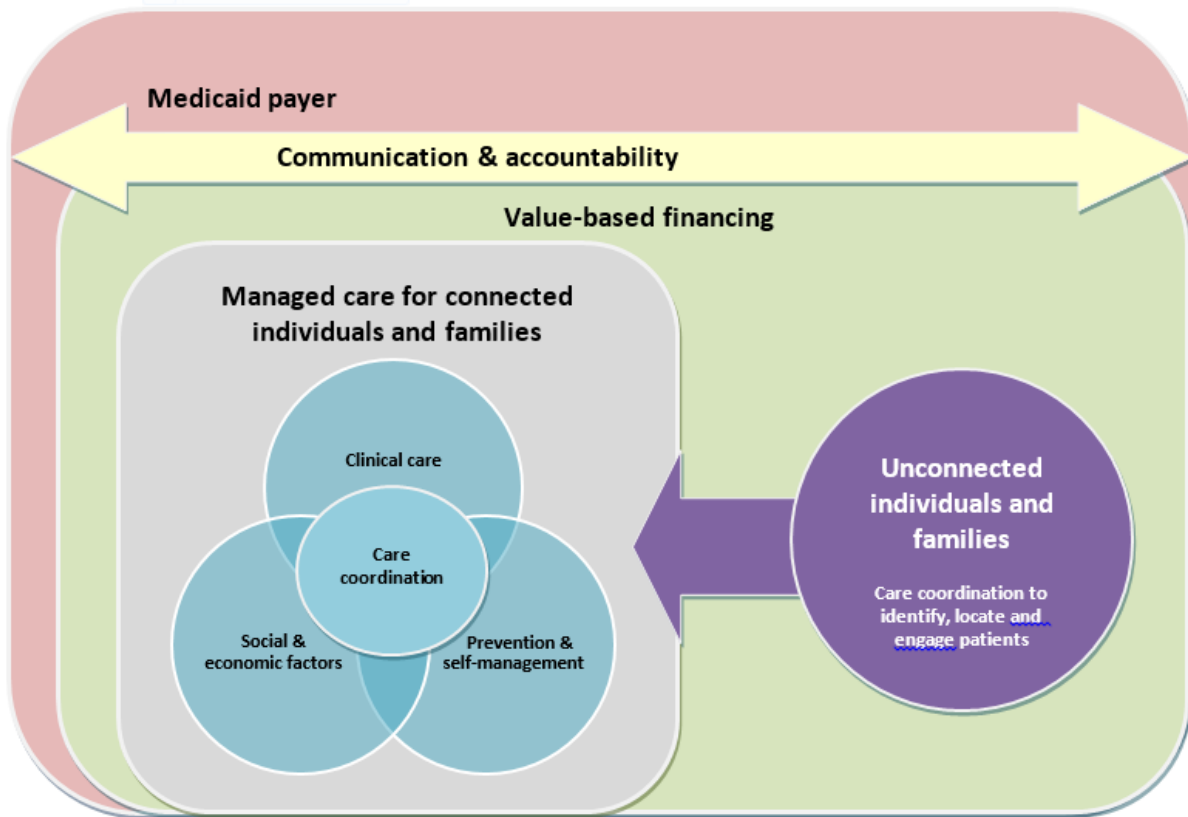 Medicaid payer
Communication & accountability
Value-based financing
Managed care for connected
individuals and families
Clinical care
Care
coordination
Social &
economic factors
Prevention &
self-management
Unconnected
individuals and
families
Care coordination to
identify, locate and
engage patients